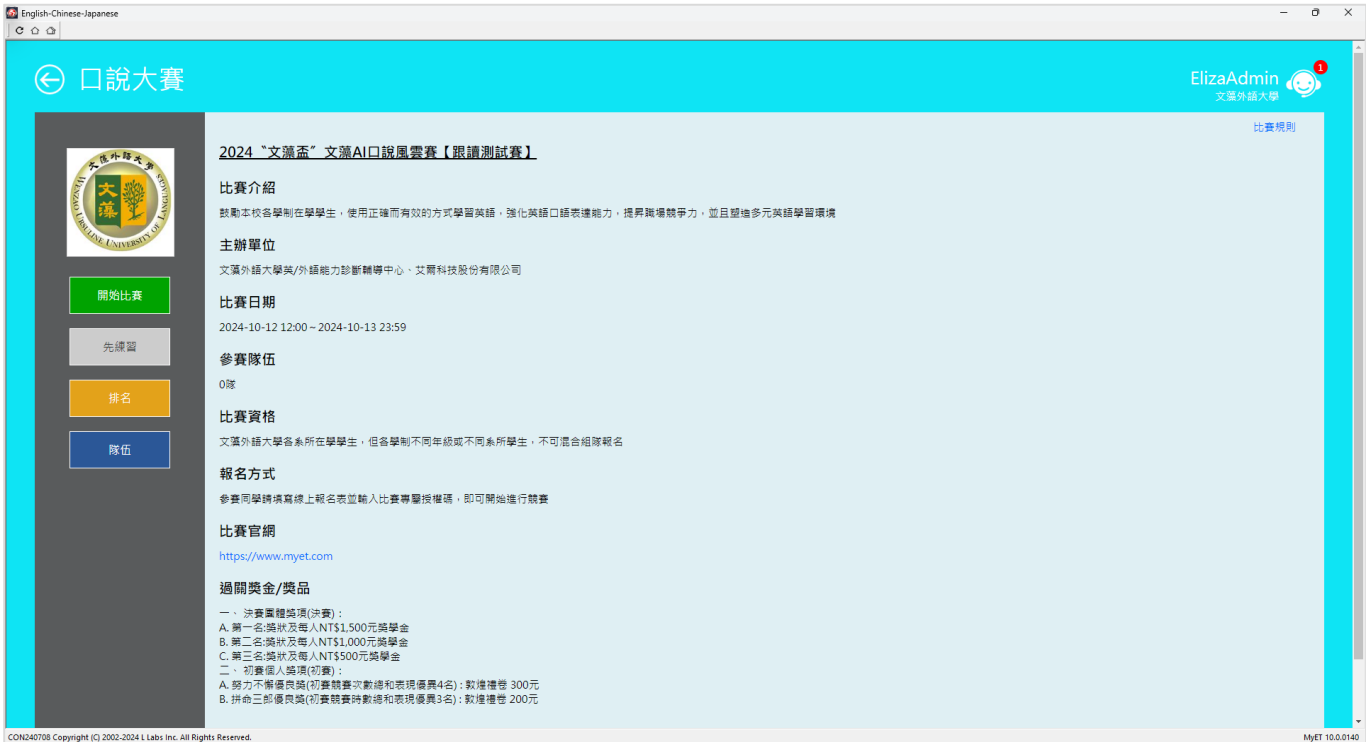 English-Chinese-Japanese
口說大賽
1
ElizaAdmin
文藻外語大學
比賽規則
文藻外語大學
WENZAO URSULINE UNIVERSITY OF LANGUAGES
文藻
開始比賽
先練習
排名
隊伍
2024〝文藻盃〞文藻AI口說風雲賽【跟讀測試賽】
比賽介紹
鼓勵本校各學制在學學生，使用正確而有效的方式學習英語，強化英語口語表達能力，提昇職場競爭力，並且塑造多元英語學習環境
主辦單位
文藻外語大學英/外語能力診斷輔導中心、艾爾科技股份有限公司
比賽日期
2024-10-12 12:00 ~ 2024-10-13 23:59
參賽隊伍
0隊
比賽資格
文藻外語大學各系所在學學生，但各學制不同年級或不同系所學生，不可混合組隊報名
報名方式
參賽同學請填寫線上報名表並輸入比賽專屬授權碼，即可開始進行競賽
比賽官網
https://www.myet.com
過關獎金/獎品
一、 決賽團體獎項(決賽)：
A. 第一名:獎狀及每人NT$1,500元獎學金
B. 第二名:獎狀及每人NT$1,000元獎學金
C. 第三名:獎狀及每人NT$500元獎學金
二、 初賽個人獎項(初賽)：
A. 努力不懈優良獎(初賽競賽次數總和表現優異4名) : 敦煌禮卷 300元
B. 拼命三郎優良獎(初賽競賽時數總和表現優異3名) : 敦煌禮卷 200元
CON240708 Copyright (C) 2002-2024 L Labs Inc. All Rights Reserved.
MyET 10.0.0140